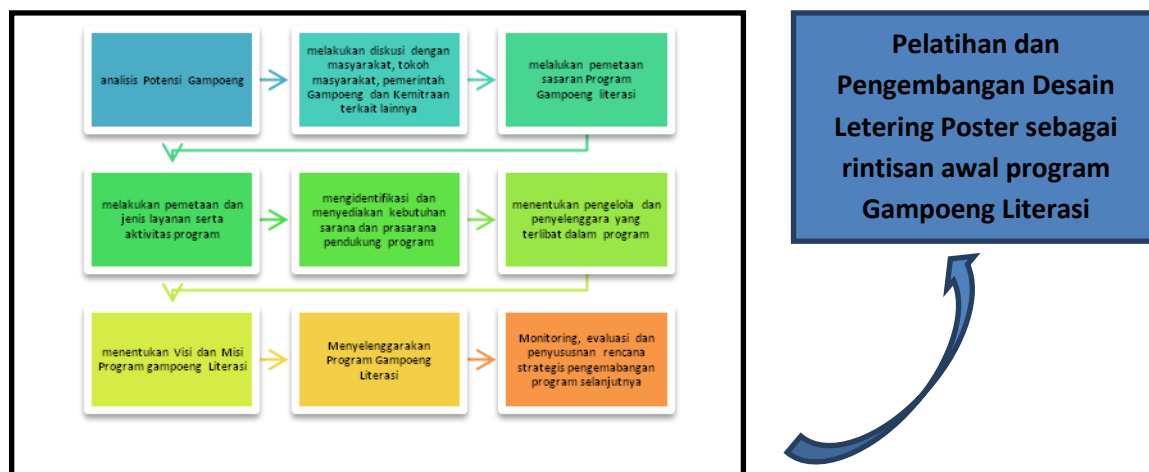 analisis Potensi Gampoeng
melakukan diskusi dengan
masyarakat, tokoh
masyarakat, pemerintah
Gampoeng dan Kemitraan
terkait lainnya
melalukan pemetaan
sasaran Program
Gampoeng literasi
melakukan pemetaan dan
jenis layanan serta
aktivitas program
mengidentifikasi dan
menyediakan kebutuhan
sarana dan prasarana
pendukung program
menentukan pengelola dan
penyelenggara yang
terlibat dalam program
menentukan Visi dan Misi
Program gampoeng Literasi
Menyelenggarakan
Program Gampoeng
Literasi
Monitoring, evaluasi dan
penyususnan rencana
strategis pengemabangan
program selanjutnya
Pelatihan dan
Pengembangan Desain
Letering Poster sebagai
rintisan awal program
Gampoeng Literasi